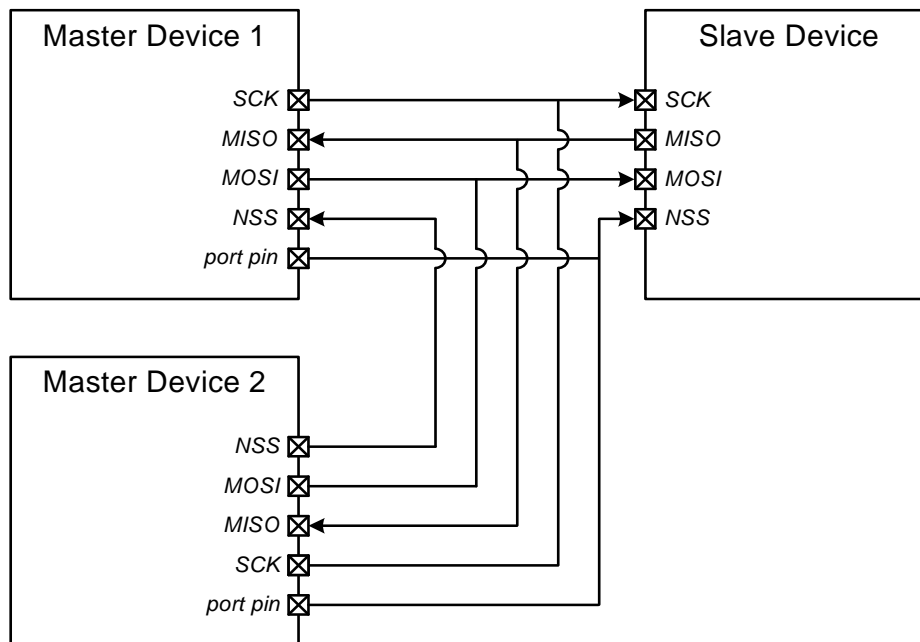 Master Device 1
SCK
MISO
MOSI
NSS
port pin
Slave Device
SCK
MISO
MOSI
NSS
Master Device 2
NSS
MOSI
MISO
SCK
port pin